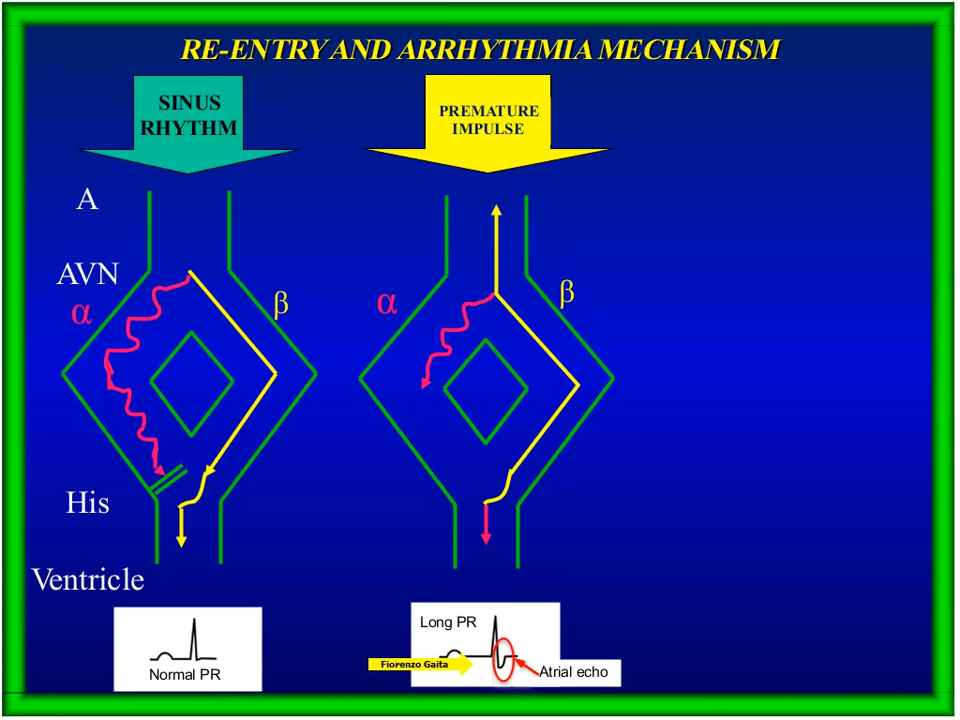 RE-ENTRY AND ARRHYTHMIA MECHANISM
SINUS
RHYTHM
PREMATURE
IMPULSE
A
AVN
α
β
α
β
His
Ventricle
Normal PR
Long PR
Fiorenzo Gaita
Atrial echo